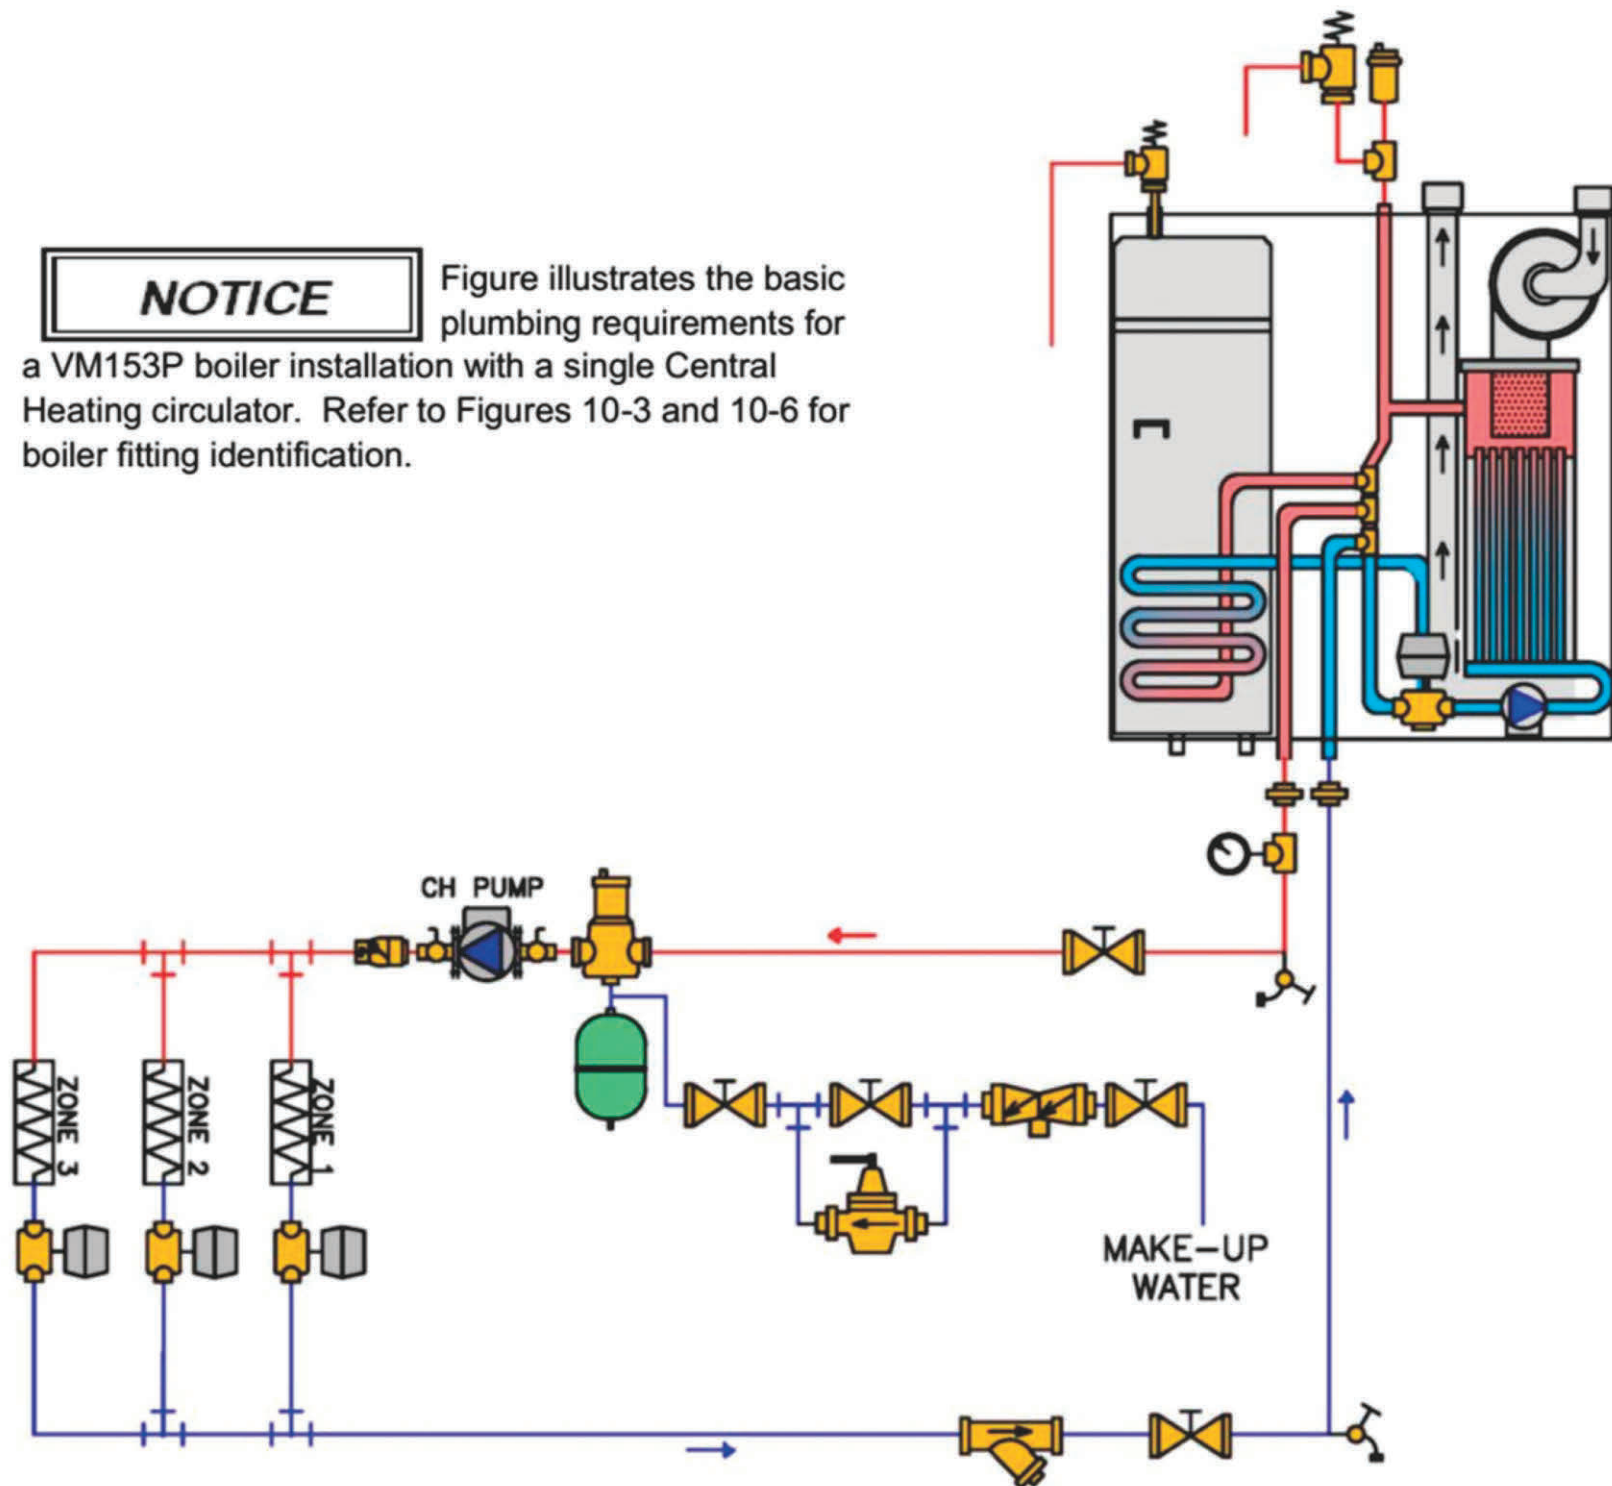 NOTICE
Figure illustrates the basic
plumbing requirements for
a VM153P boiler installation with a single Central
Heating circulator. Refer to Figures 10-3 and 10-6 for
boiler fitting identification.
CH PUMP
ZONE 3
ZONE 2
ZONE 1
MAKE-UP
WATER